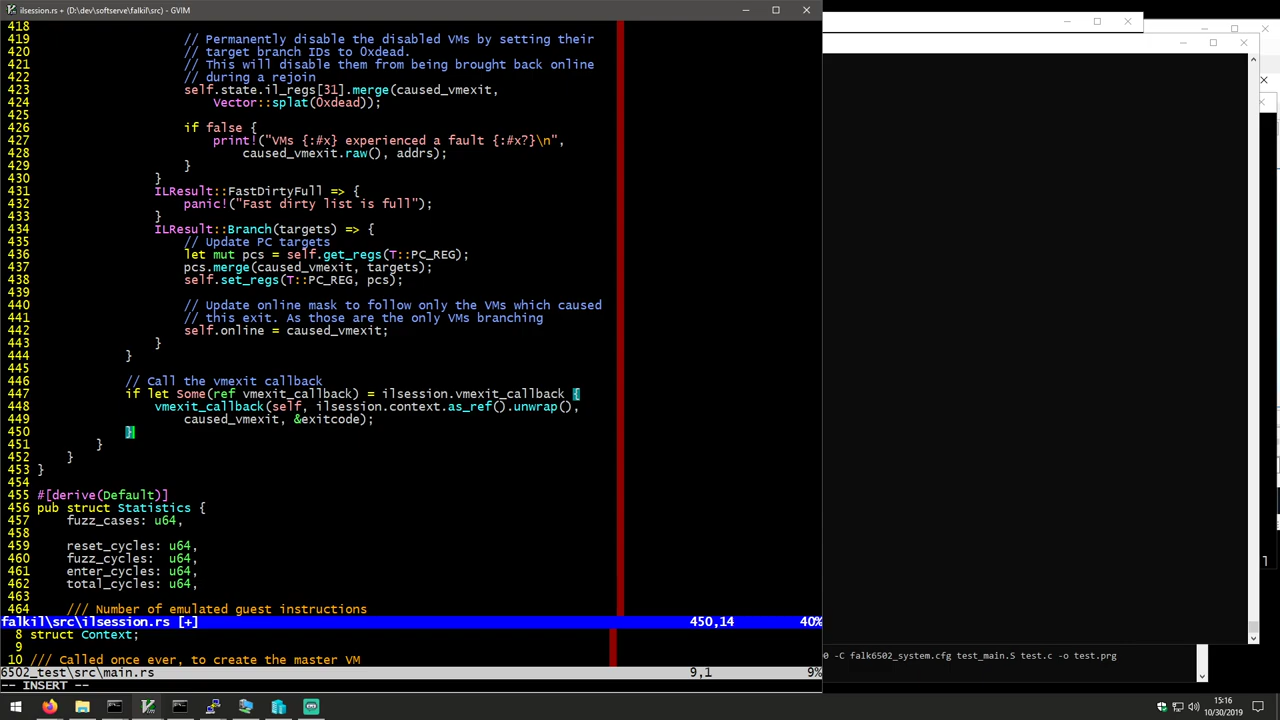 ilsession.rs + (D:\dev\softserve\falkil\src) - GVIM
418
419 // Permanently disable the disabled VMs by setting their
420 // target branch IDs to 0xdead.
421 // This will disable them from being brought back online
422 // during a rejoin
423 self.state.il_regs[31].merge(caused_vmexit,
424 Vector::splat(0xdead));
425
426 if false {
427 print!("VMs {:#x} experienced a fault {:#x?}\n",
428 caused_vmexit.raw(), addrs);
429 }
430 }
431 ILResult::FastDirtyFull => {
432 panic!("Fast dirty list is full");
433 }
434 ILResult::Branch(targets) => {
435 // Update PC targets
436 let mut pcs = self.get_regs(T::PC_REG);
437 pcs.merge(caused_vmexit, targets);
438 self.set_regs(T::PC_REG, pcs);
439
440 // Update online mask to follow only the VMs which caused
441 // this exit. As those are the only VMs branching
442 self.online = caused_vmexit;
443 }
444 }
445
446 // Call the vmexit callback
447 if let Some(ref vmexit_callback) = ilsession.vmexit_callback {
448 vmexit_callback(self, ilsession.context.as_ref().unwrap(),
449 caused_vmexit, &exitcode);
450 }
451 }
452 }
453 }
454
455 #[derive(Default)]
456 pub struct Statistics {
457 fuzz_cases: u64,
458
459 reset_cycles: u64,
460 fuzz_cycles: u64,
461 enter_cycles: u64,
462 total_cycles: u64,
463
464 /// Number of emulated guest instructions
falkil\src\ilsession.rs [+] 450,14 40%
8 struct Context;
9
10 /// Called once ever, to create the master VM
6502_test\src\main.rs 9,1 9%
-- INSERT --
0 -C falk6502_system.cfg test_main.S test.c -o test.prg
15:16
10/30/2019